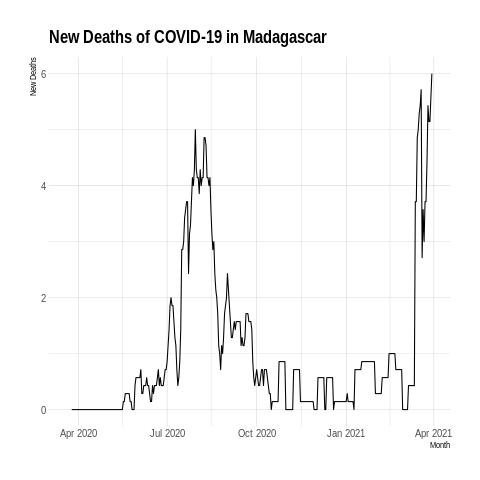 New Deaths of COVID-19 in Madagascar
New Deaths
6
4
2
0
Apr 2020 Jul 2020 Oct 2020 Jan 2021 Apr 2021
Month